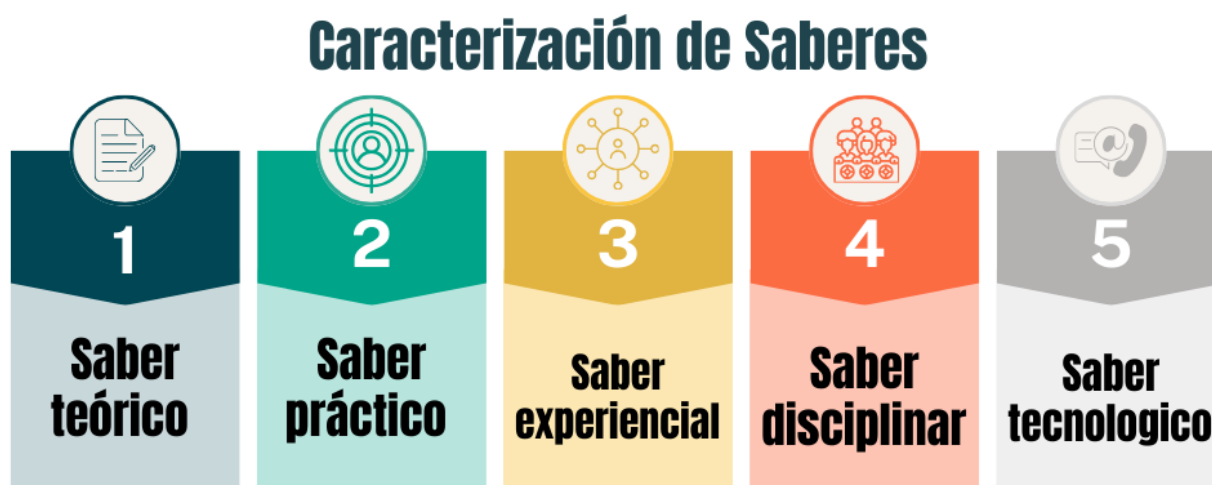 Caracterización de Saberes
1
Saber
teórico
2
Saber
práctico
3
Saber
experiencial
4
Saber
disciplinar
5
Saber
tecnologico